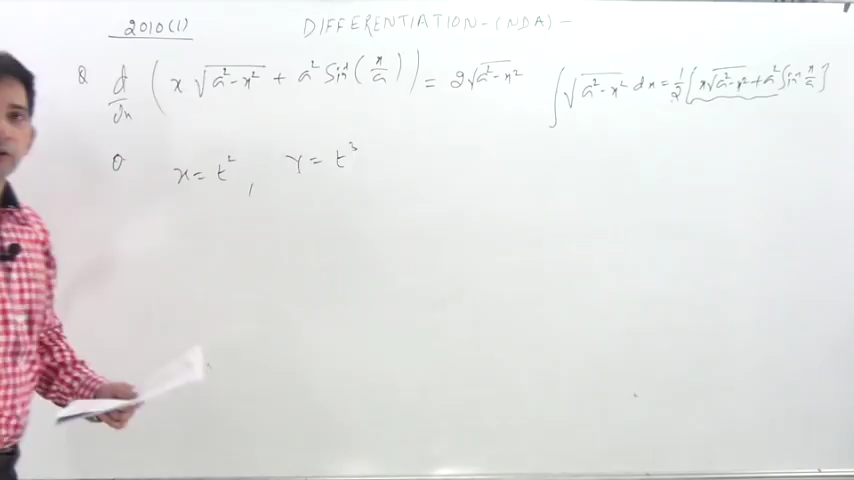 2010(1) DIFFERENTIATION-(NDA)-
Q d/dx (x √(a²-x²) + a² Sin⁻¹(x/a)) = 2√(a²-x²) ∫√(a²-x²) dx = 1/2 [x√(a²-x²) + a² Sin⁻¹ x/a]
Q x = t², y = t³